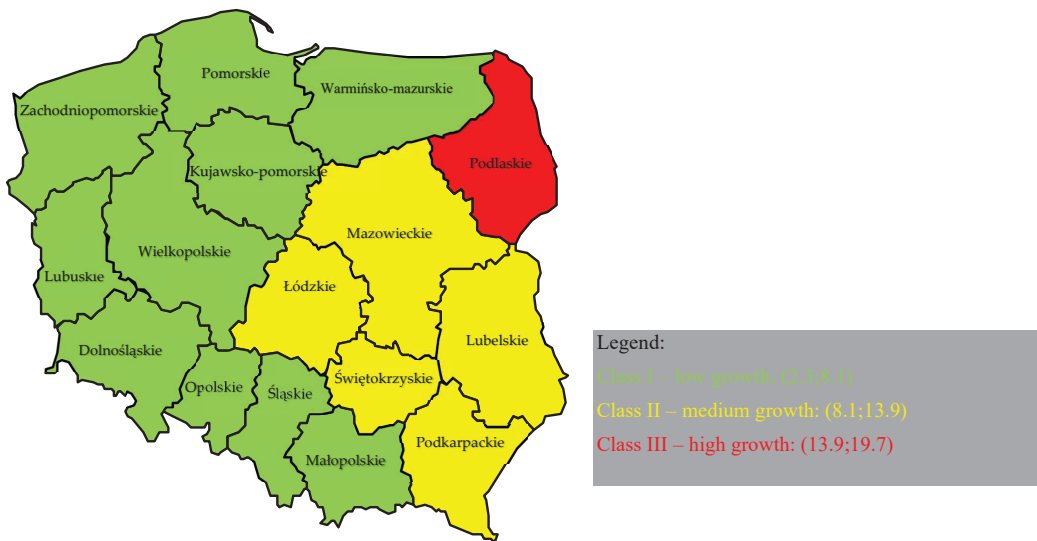 Pomorskie
Warmińsko-mazurskie
Zachodniopomorskie
Podlaskie
Kujawsko-pomorskie
Mazowieckie
Wielkopolskie
Lubuskie
Łódzkie
Lubelskie
Dolnośląskie
Świętokrzyskie
Opolskie
Śląskie
Podkarpackie
Małopolskie
Legend:
Class I – low growth: (2.3;8.1)
Class II – medium growth: (8.1;13.9)
Class III – high growth: (13.9;19.7)